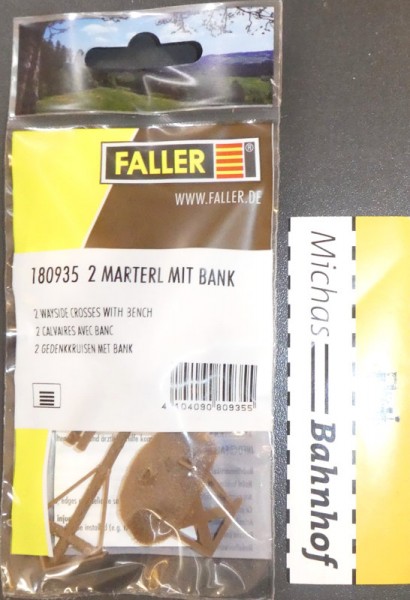 FALLER ®
WWW.FALLER.DE
180935 2 MARTERL MIT BANK
2 WAYSIDE CROSSES WITH BENCH
2 CALVAIRES AVEC BANC
2 GEDENKKRUISEN MET BANK
4 104090 809355
Michas
Bahnhof